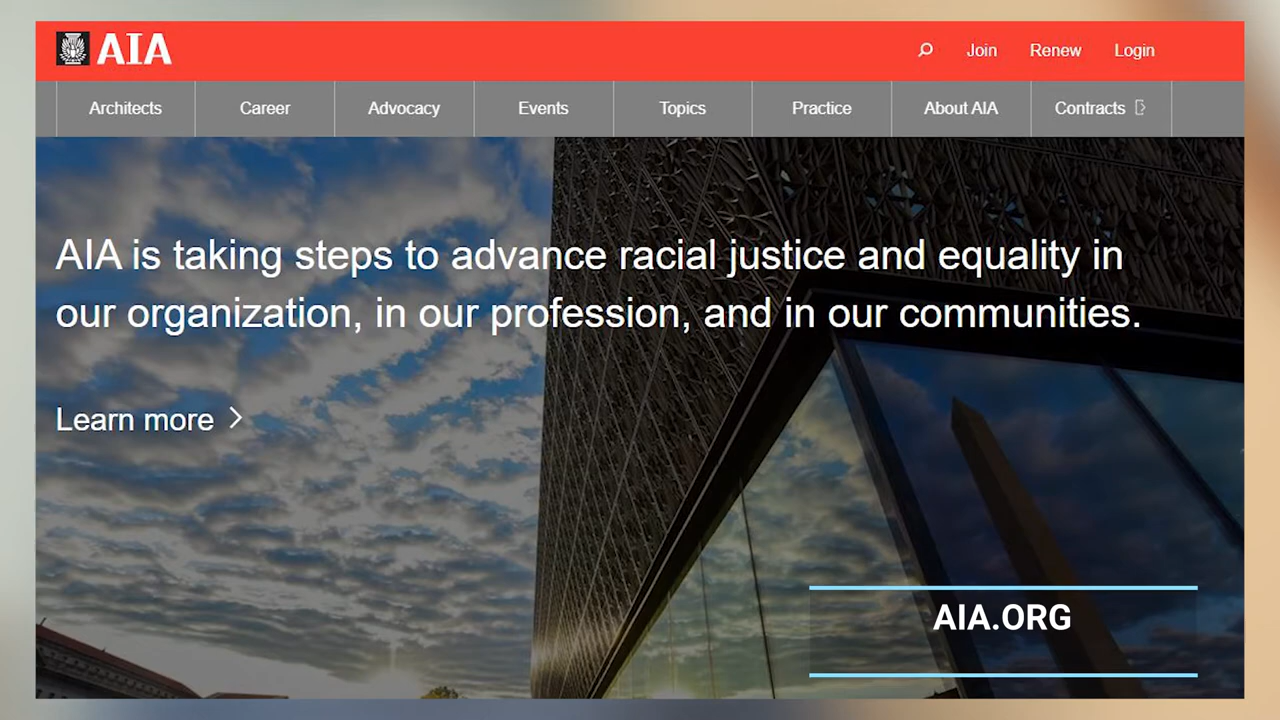 AIA
Join
Renew
Login
Architects
Career
Advocacy
Events
Topics
Practice
About AIA
Contracts
AIA is taking steps to advance racial justice and equality in
our organization, in our profession, and in our communities.
Learn more
AIA.ORG